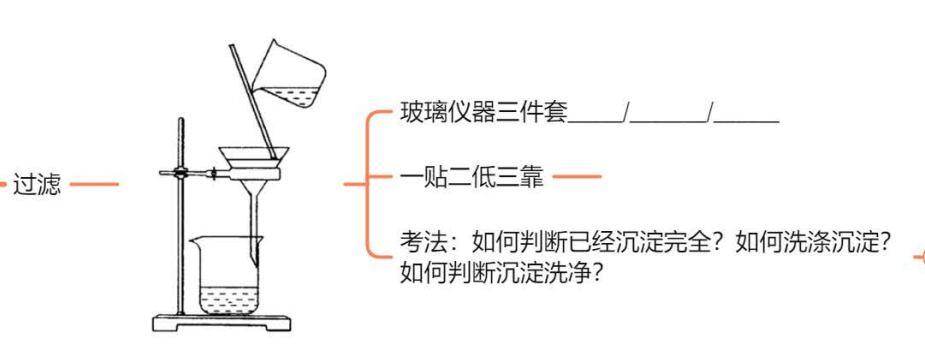 过滤
玻璃仪器三件套_____/_______/______
一贴二低三靠
考法：如何判断已经沉淀完全？如何洗涤沉淀？
如何判断沉淀洗净？